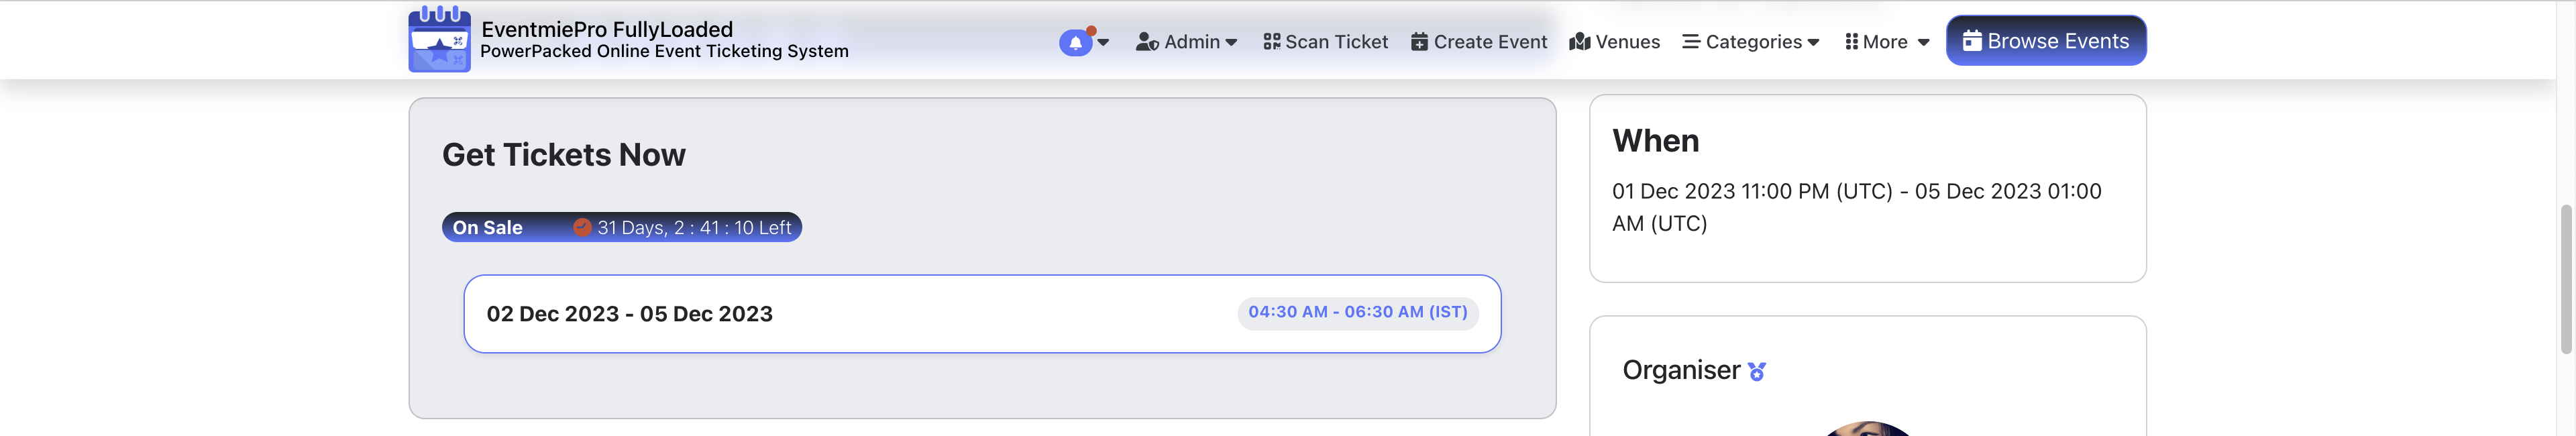 EventmiePro FullyLoaded
PowerPacked Online Event Ticketing System
Admin
Scan Ticket
Create Event
Venues
Categories
More
Browse Events
Get Tickets Now
On Sale 31 Days, 2 : 41 : 10 Left
02 Dec 2023 - 05 Dec 2023
04:30 AM - 06:30 AM (IST)
When
01 Dec 2023 11:00 PM (UTC) - 05 Dec 2023 01:00
AM (UTC)
Organiser